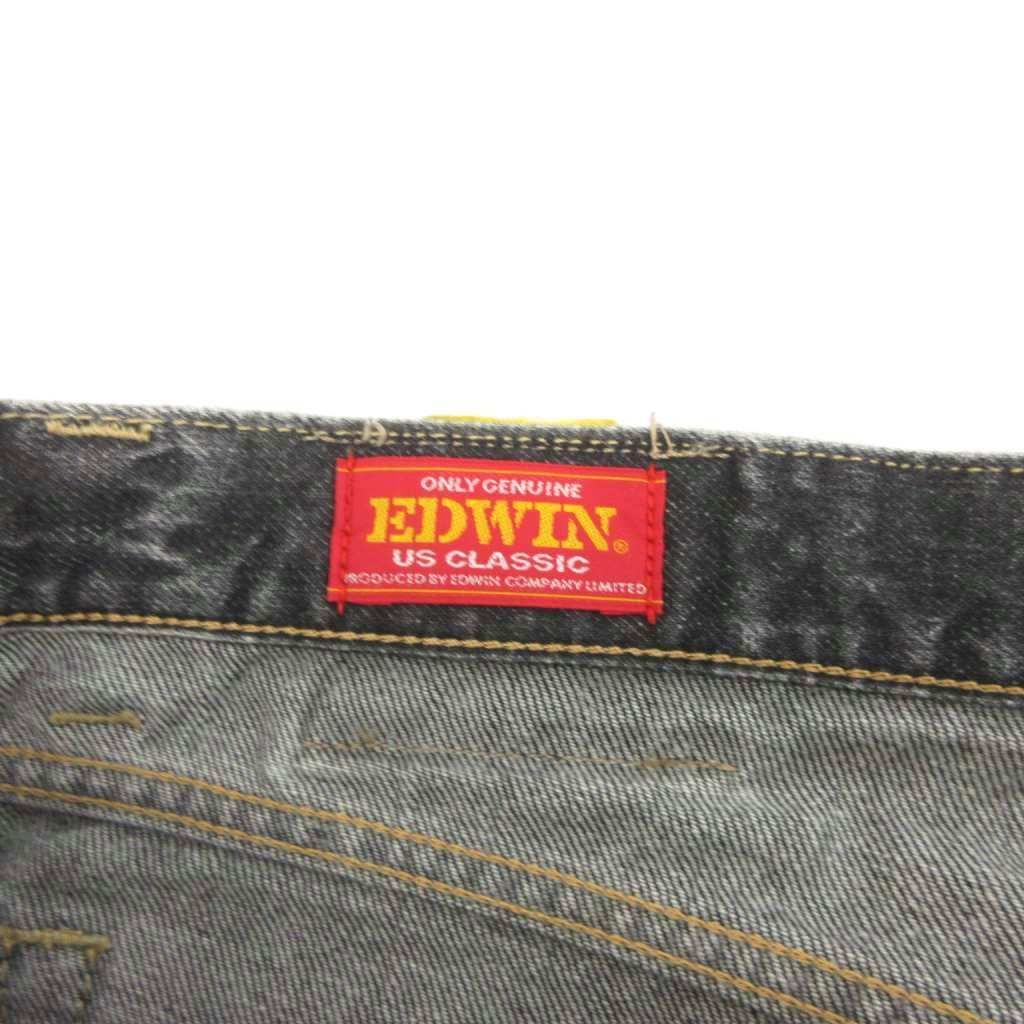 ONLY GENUINE
EDWIN®
US CLASSIC
PRODUCED BY EDWIN COMPANY LIMITED